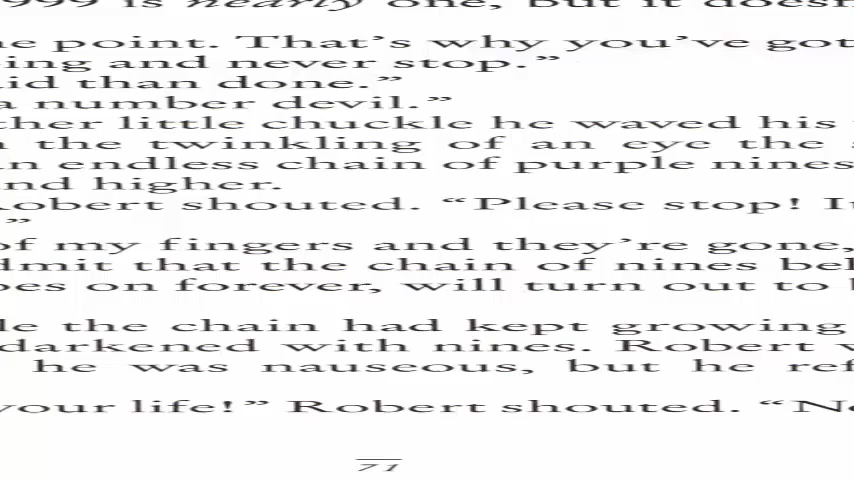 999 is nearly one, but it doesn
e point. That's why you've got
ing and never stop."
id than done."
a number devil."
ther little chuckle he waved his
the twinkling of an eye the
n endless chain of purple nines
nd higher.
Robert shouted. "Please stop! It
"
of my fingers and they're gone,
dmit that the chain of nines beh
oes on forever, will turn out to b
le the chain had kept growing
darkened with nines. Robert w
he was nauseous, but he ref
your life!" Robert shouted. "No
71